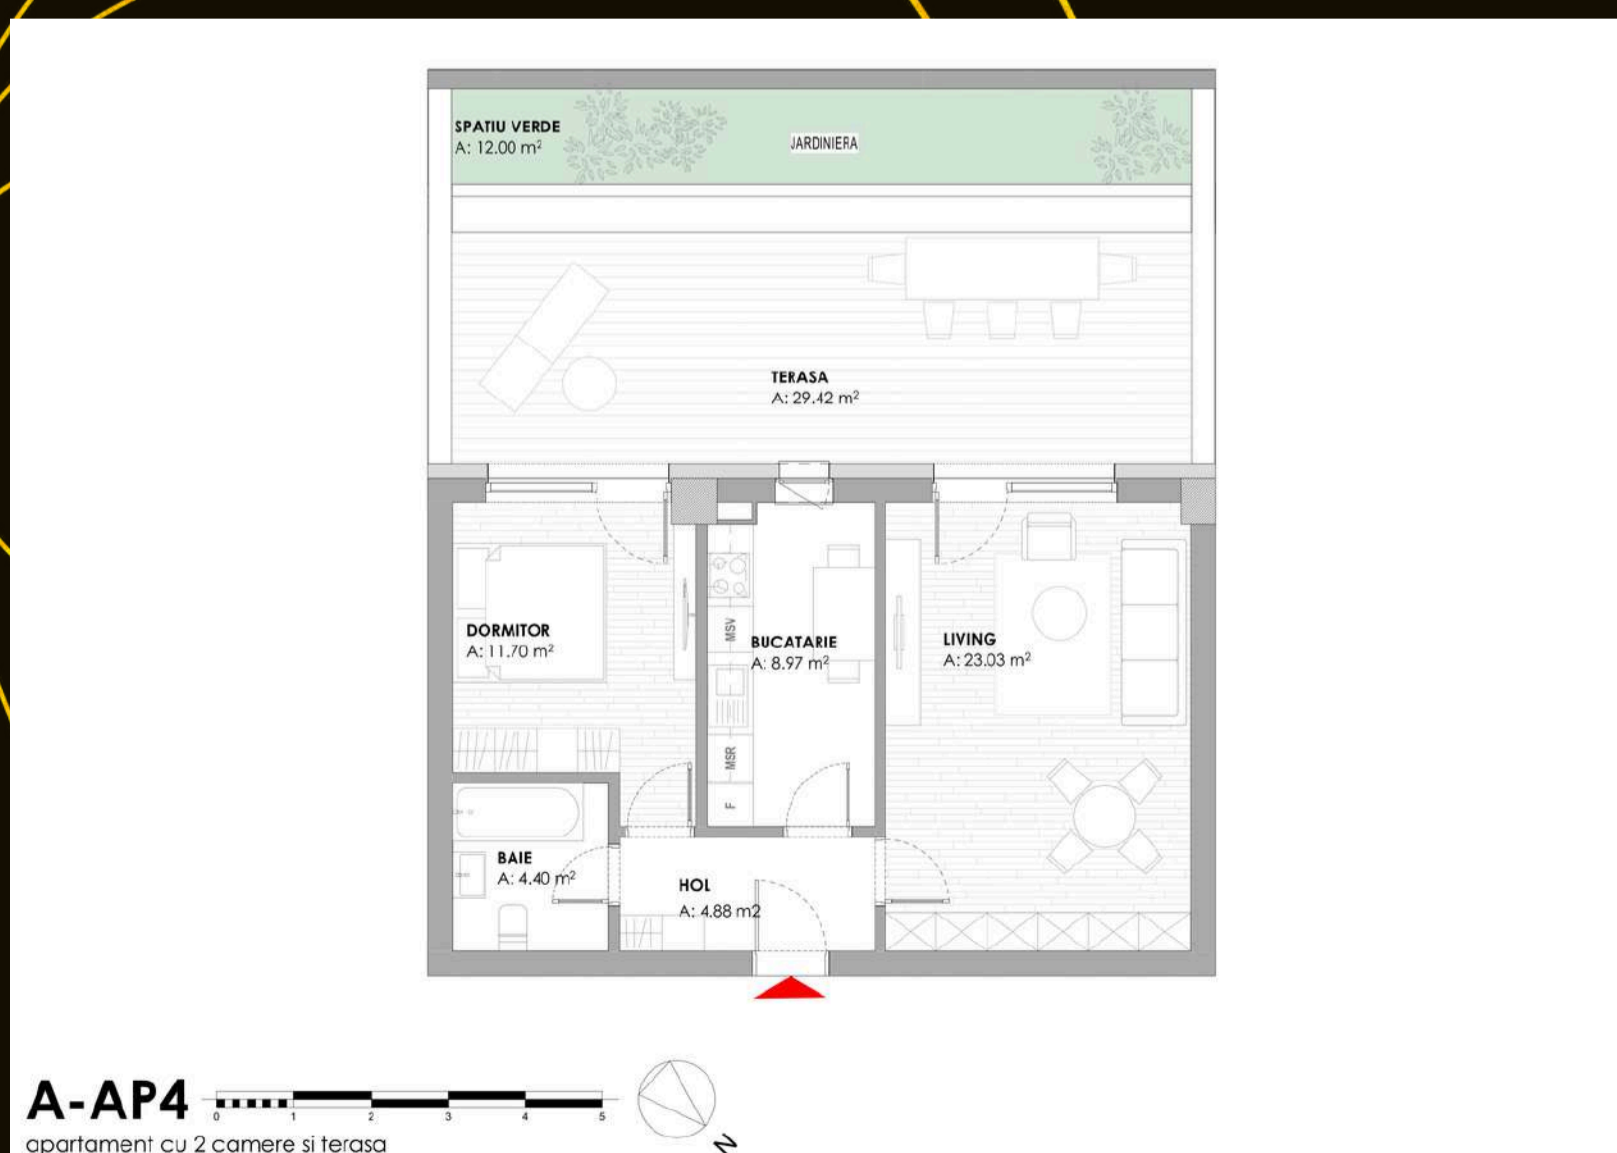 SPATIU VERDE
A: 12.00 m²
JARDINIERA
TERASA
A: 29.42 m²
DORMITOR
A: 11.70 m²
MSV
BUCATARIE
A: 8.97 m²
LIVING
A: 23.03 m²
MSR
F
BAIE
A: 4.40 m²
HOL
A: 4.88 m2
A-AP4
0 1 2 3 4 5
N
apartament cu 2 camere si terasa